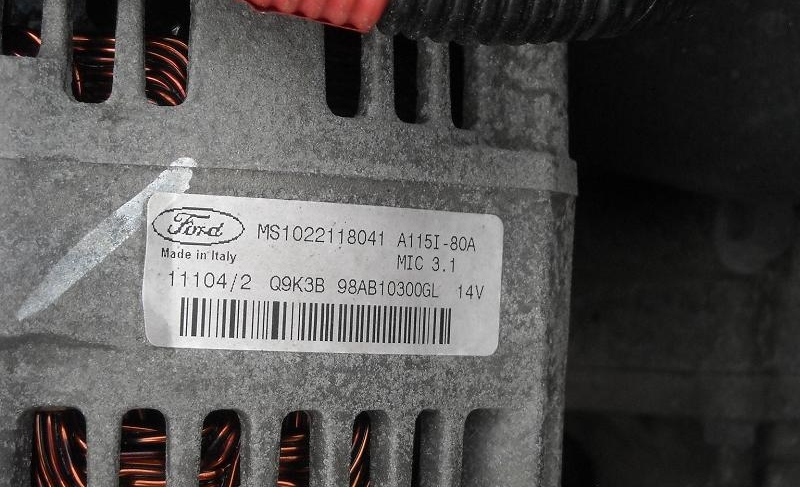 Ford MS1022118041 A115I-80A
Made in Italy MIC 3.1
11104/2 Q9K3B 98AB10300GL 14V